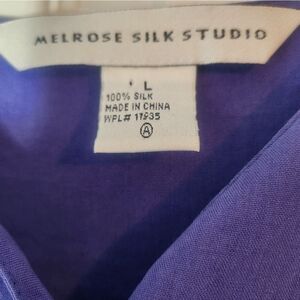 MELROSE SILK STUDIO
L
100% SILK
MADE IN CHINA
WPL# 11935
A